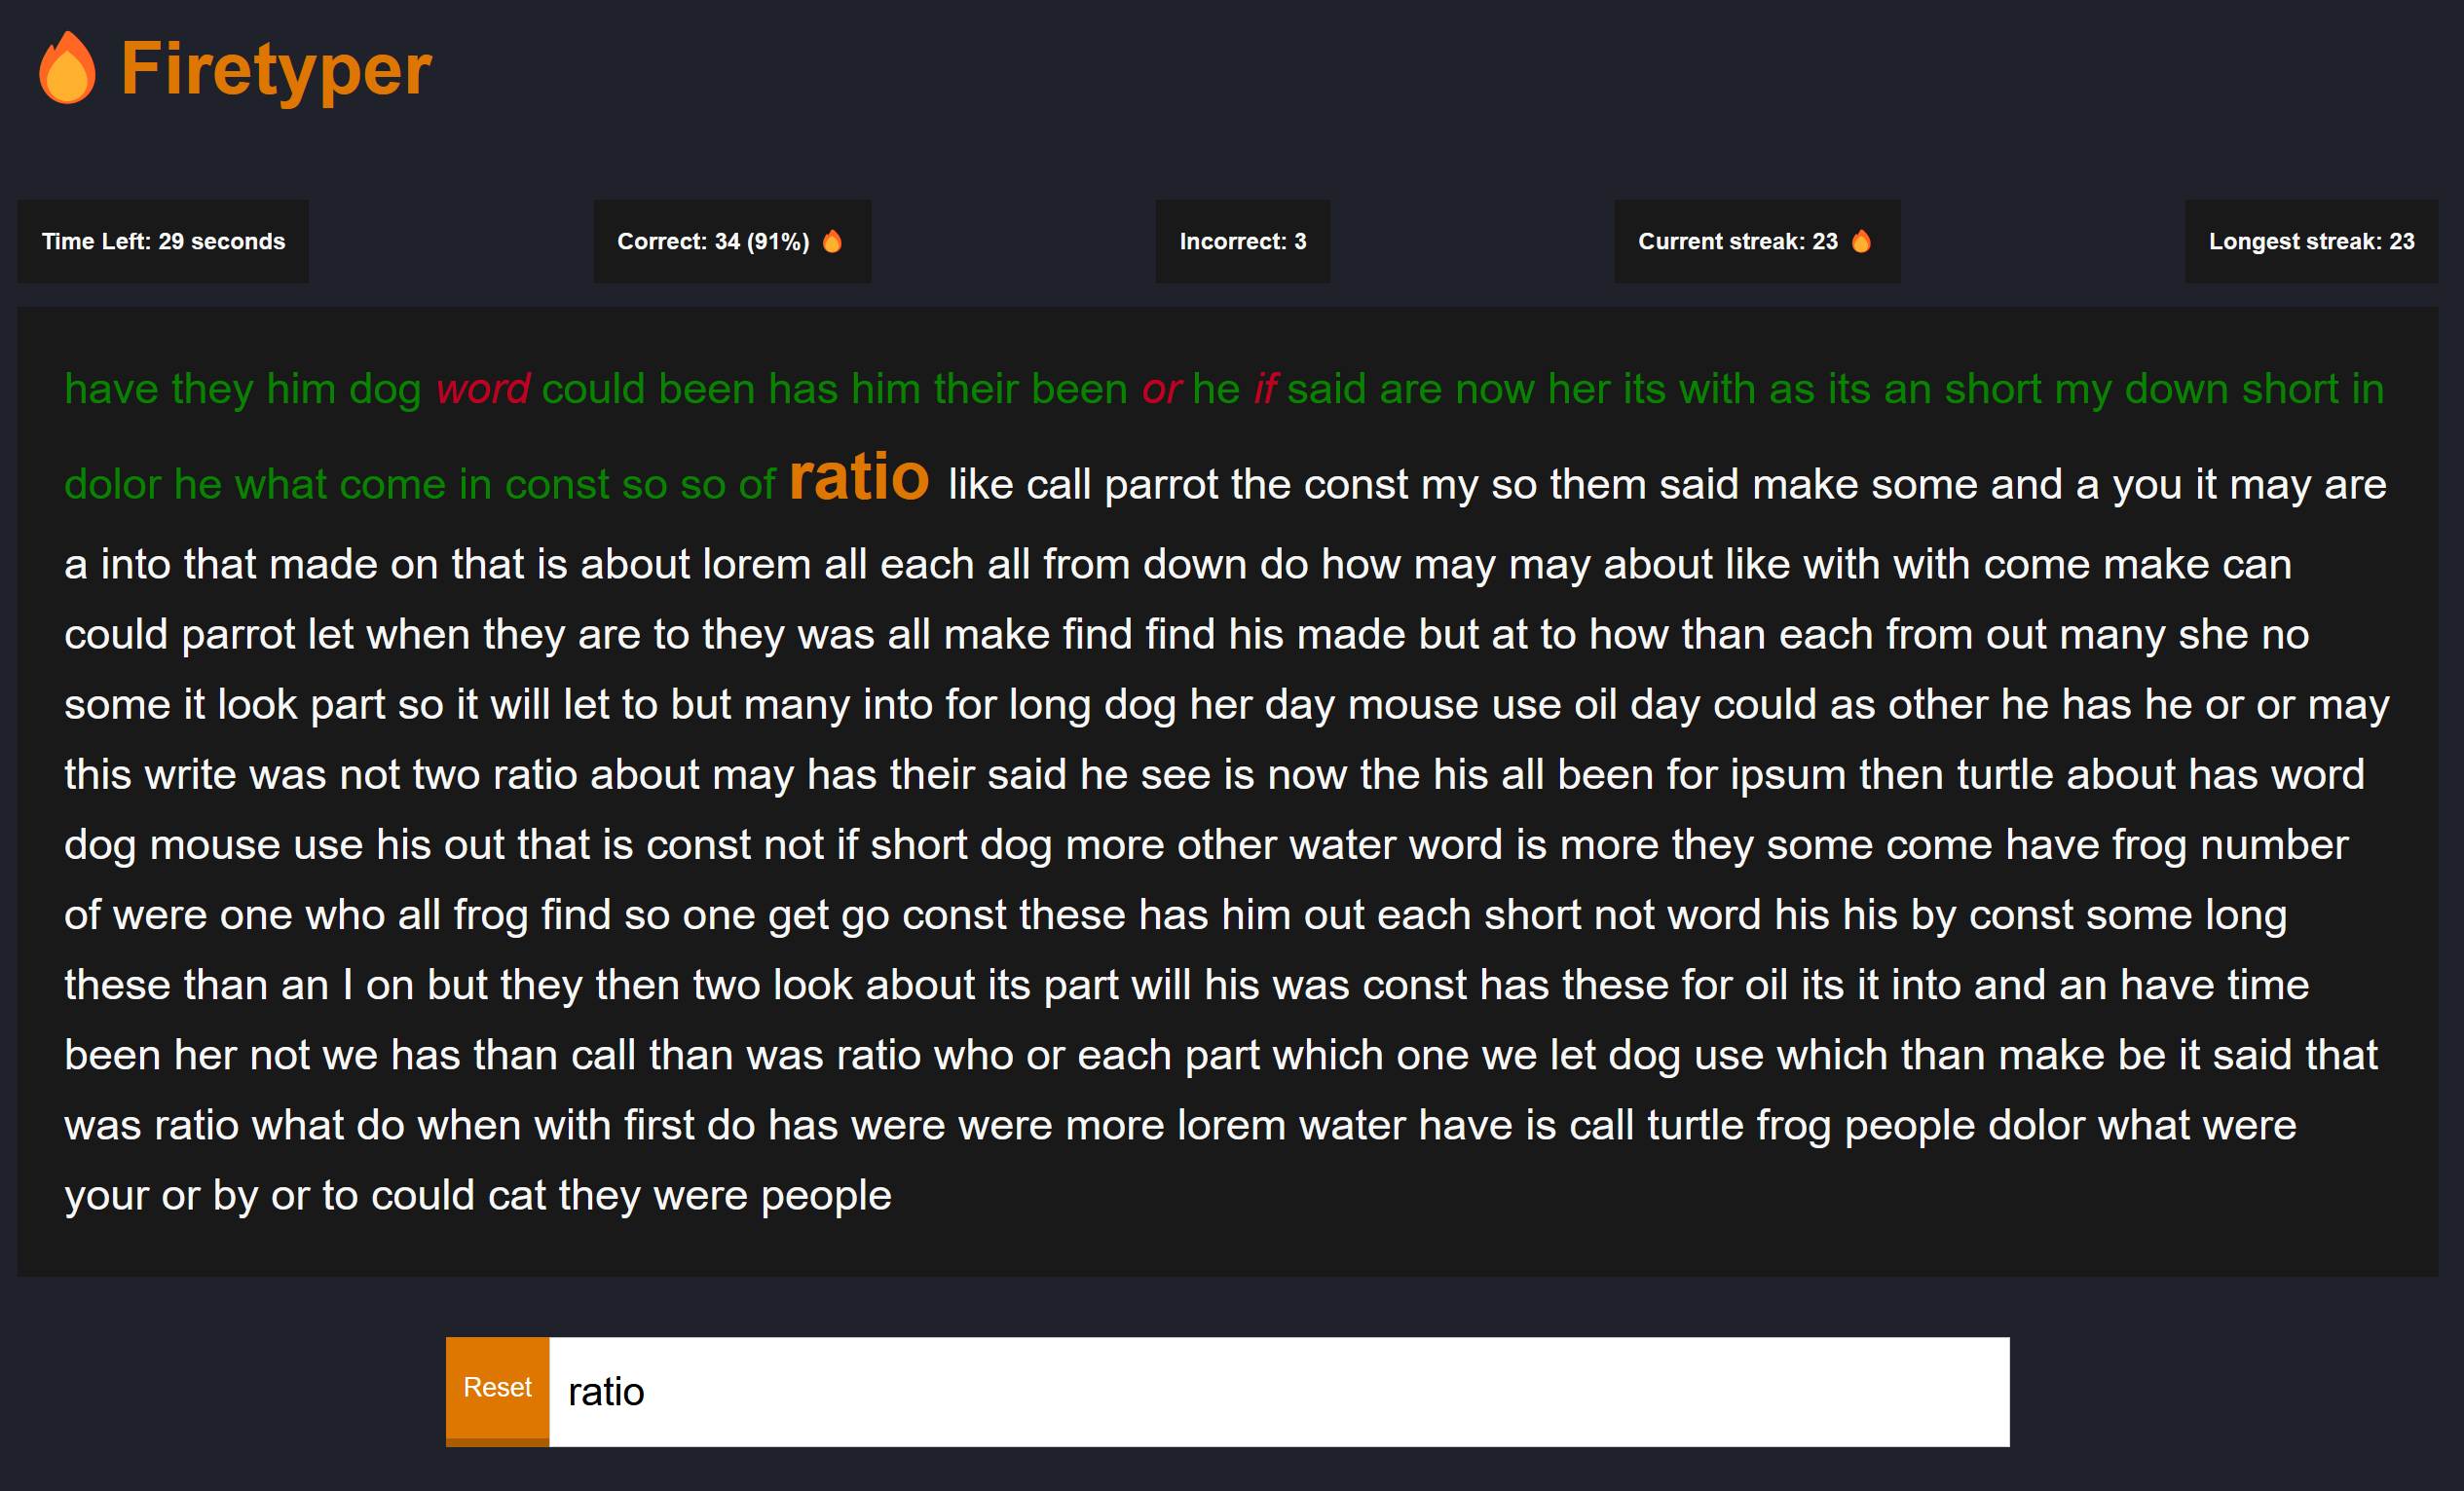 Firetyper
Time Left: 29 seconds
Correct: 34 (91%)
Incorrect: 3
Current streak: 23
Longest streak: 23
have they him dog word could been has him their been or he if said are now her its with as its an short my down short in
dolor he what come in const so so of ratio like call parrot the const my so them said make some and a you it may are
a into that made on that is about lorem all each all from down do how may may about like with with come make can
could parrot let when they are to they was all make find find his made but at to how than each from out many she no
some it look part so it will let to but many into for long dog her day mouse use oil day could as other he has he or or may
this write was not two ratio about may has their said he see is now the his all been for ipsum then turtle about has word
dog mouse use his out that is const not if short dog more other water word is more they some come have frog number
of were one who all frog find so one get go const these has him out each short not word his his by const some long
these than an I on but they then two look about its part will his was const has these for oil its it into and an have time
been her not we has than call than was ratio who or each part which one we let dog use which than make be it said that
was ratio what do when with first do has were were more lorem water have is call turtle frog people dolor what were
your or by or to could cat they were people
Reset
ratio